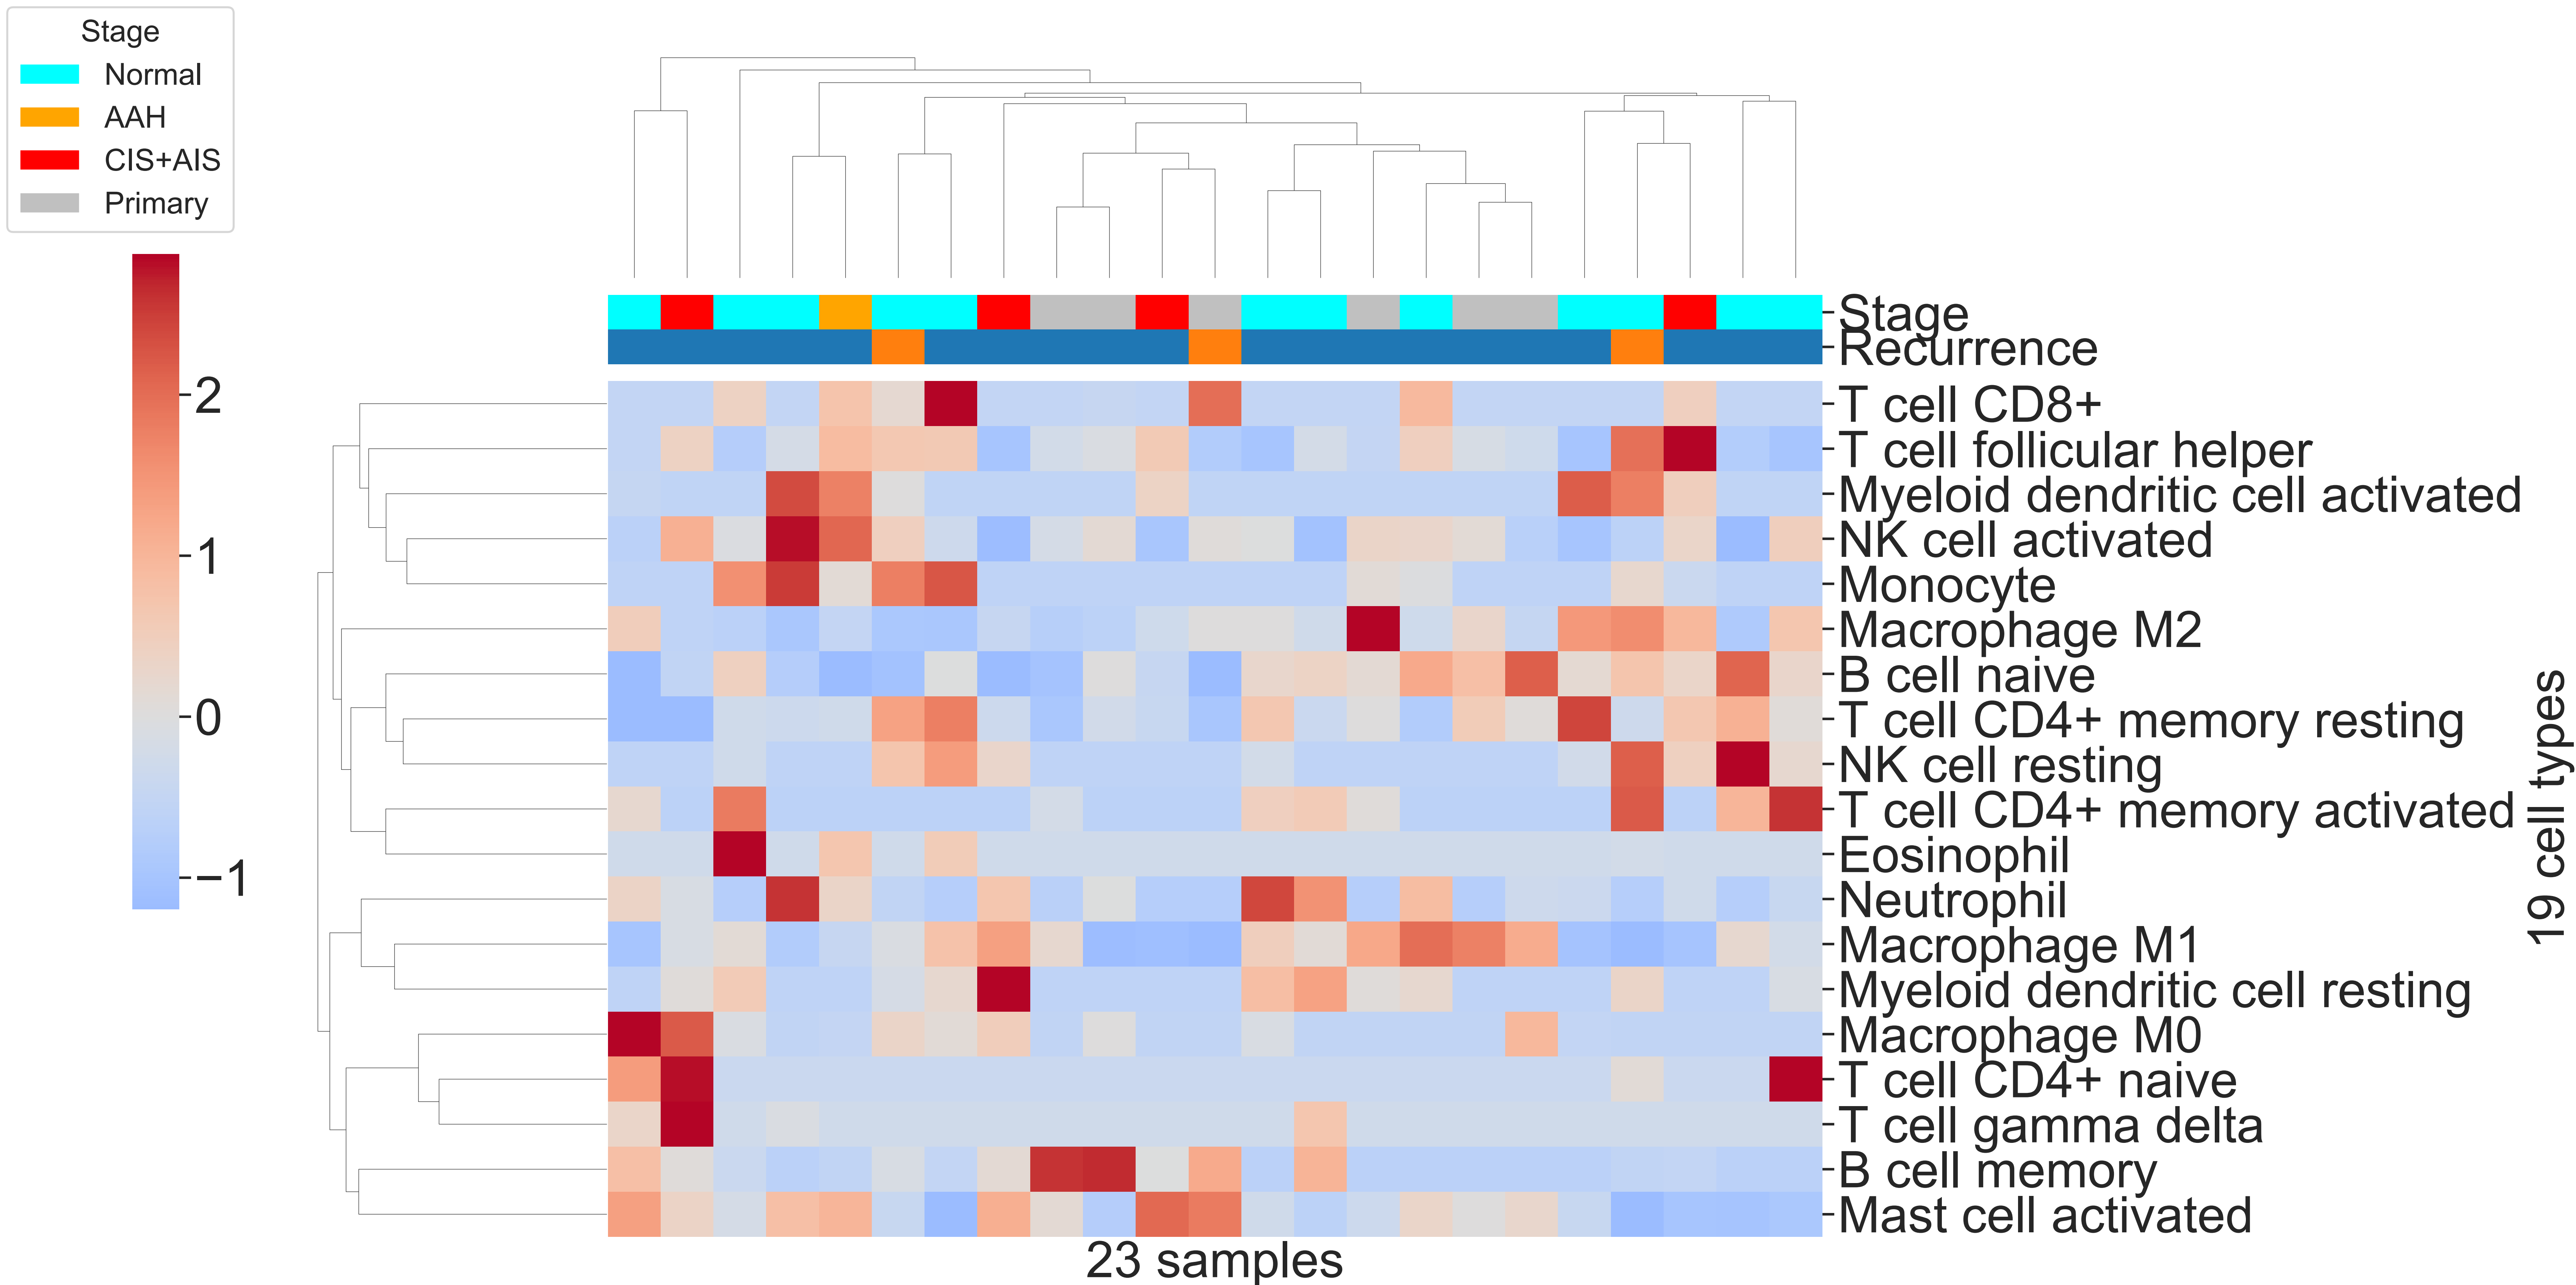 Stage
Normal
AAH
CIS+AIS
Primary
2
1
0
−1
Stage
Recurrence
T cell CD8+
T cell follicular helper
Myeloid dendritic cell activated
NK cell activated
Monocyte
Macrophage M2
B cell naive
T cell CD4+ memory resting
NK cell resting
T cell CD4+ memory activated
Eosinophil
Neutrophil
Macrophage M1
Myeloid dendritic cell resting
Macrophage M0
T cell CD4+ naive
T cell gamma delta
B cell memory
Mast cell activated
19 cell types
23 samples